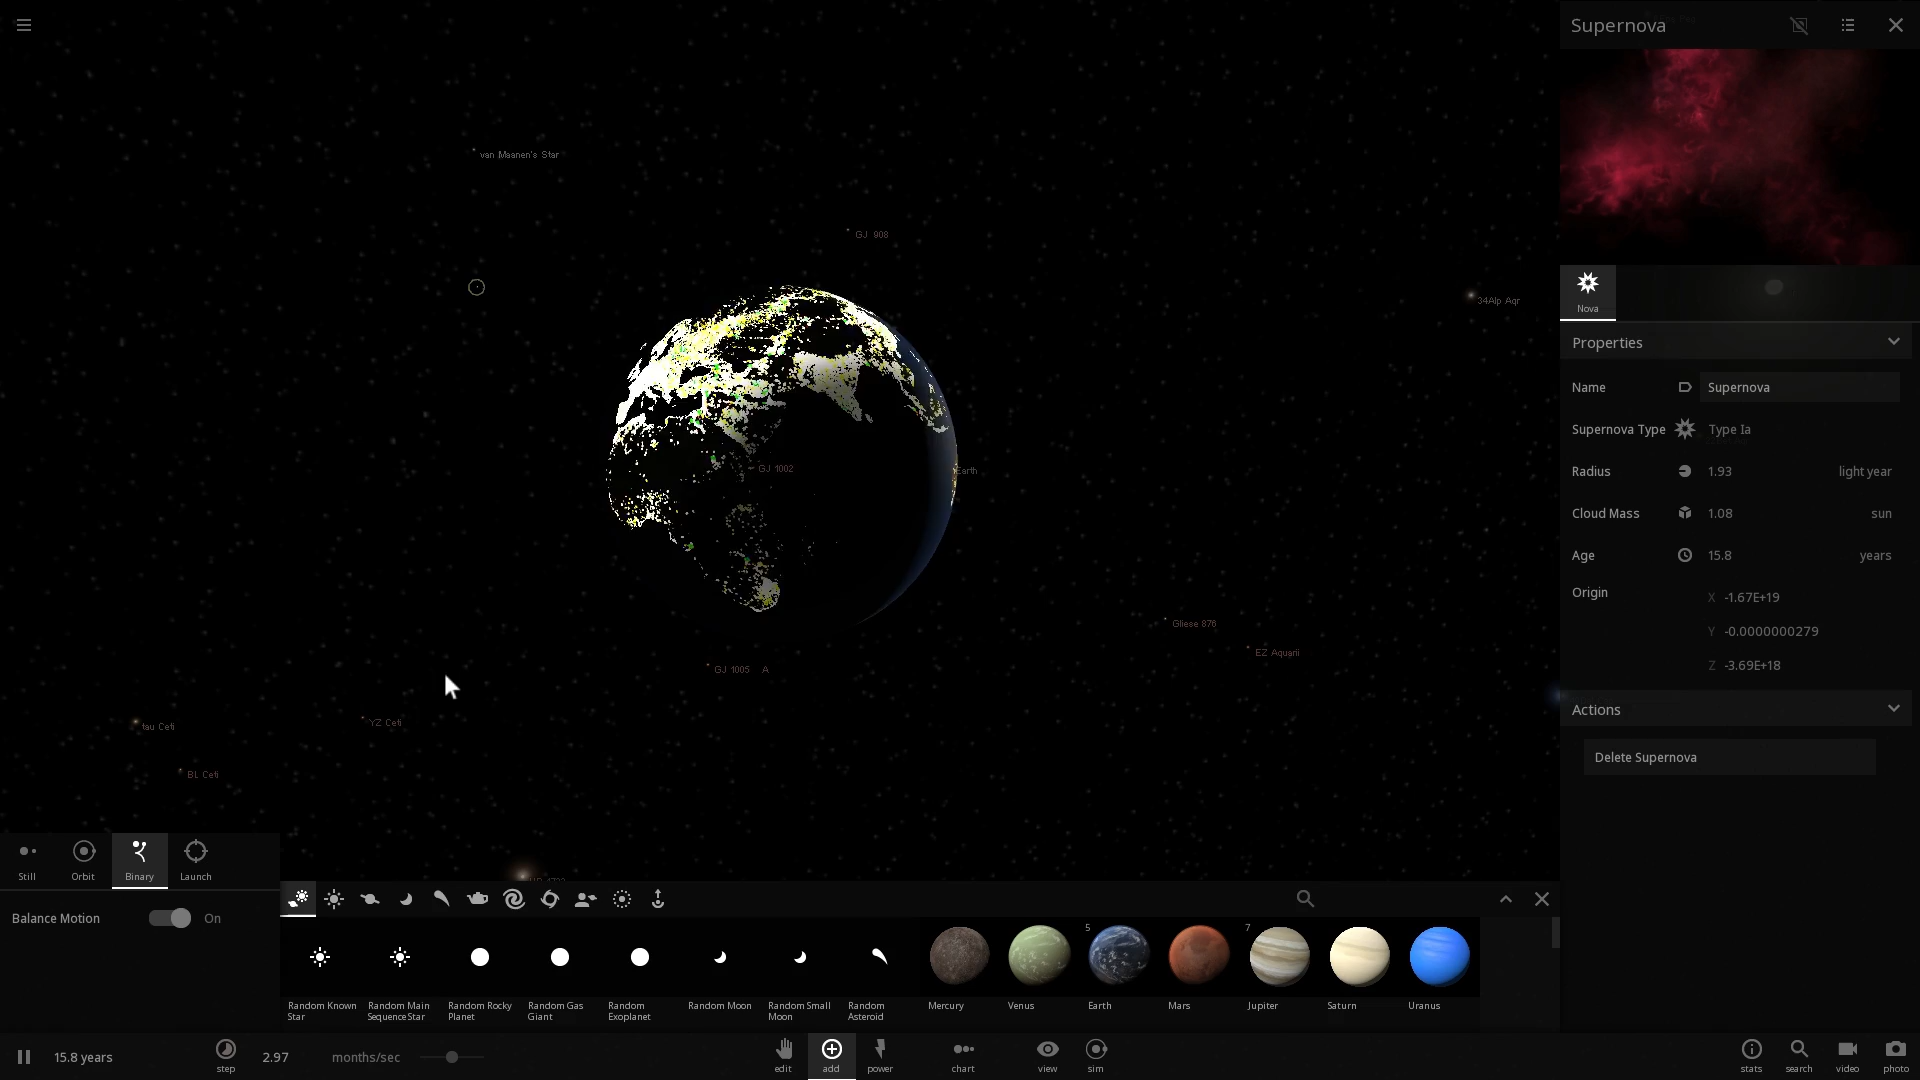 Supernova
van Maanen's Star
GJ 908
34Alp Aqr
Nova
Properties
Name Supernova
Supernova Type Type Ia
GJ 1002
Earth
Radius 1.93 light year
Cloud Mass 1.08 sun
Age 15.8 years
Origin X -1.67E+19
Y -0.0000000279
Z -3.69E+18
Gliese 876
EZ Aquarii
GJ 1005 A
tau Ceti
YZ Ceti
BL Ceti
Actions
Delete Supernova
Still Orbit Binary Launch
Balance Motion On
5 7
Random Known Star
Random Main Sequence Star
Random Rocky Planet
Random Gas Giant
Random Exoplanet
Random Moon
Random Small Moon
Random Asteroid
Mercury
Venus
Earth
Mars
Jupiter
Saturn
Uranus
15.8 years
step
2.97 months/sec
edit add power chart view sim
stats search video photo